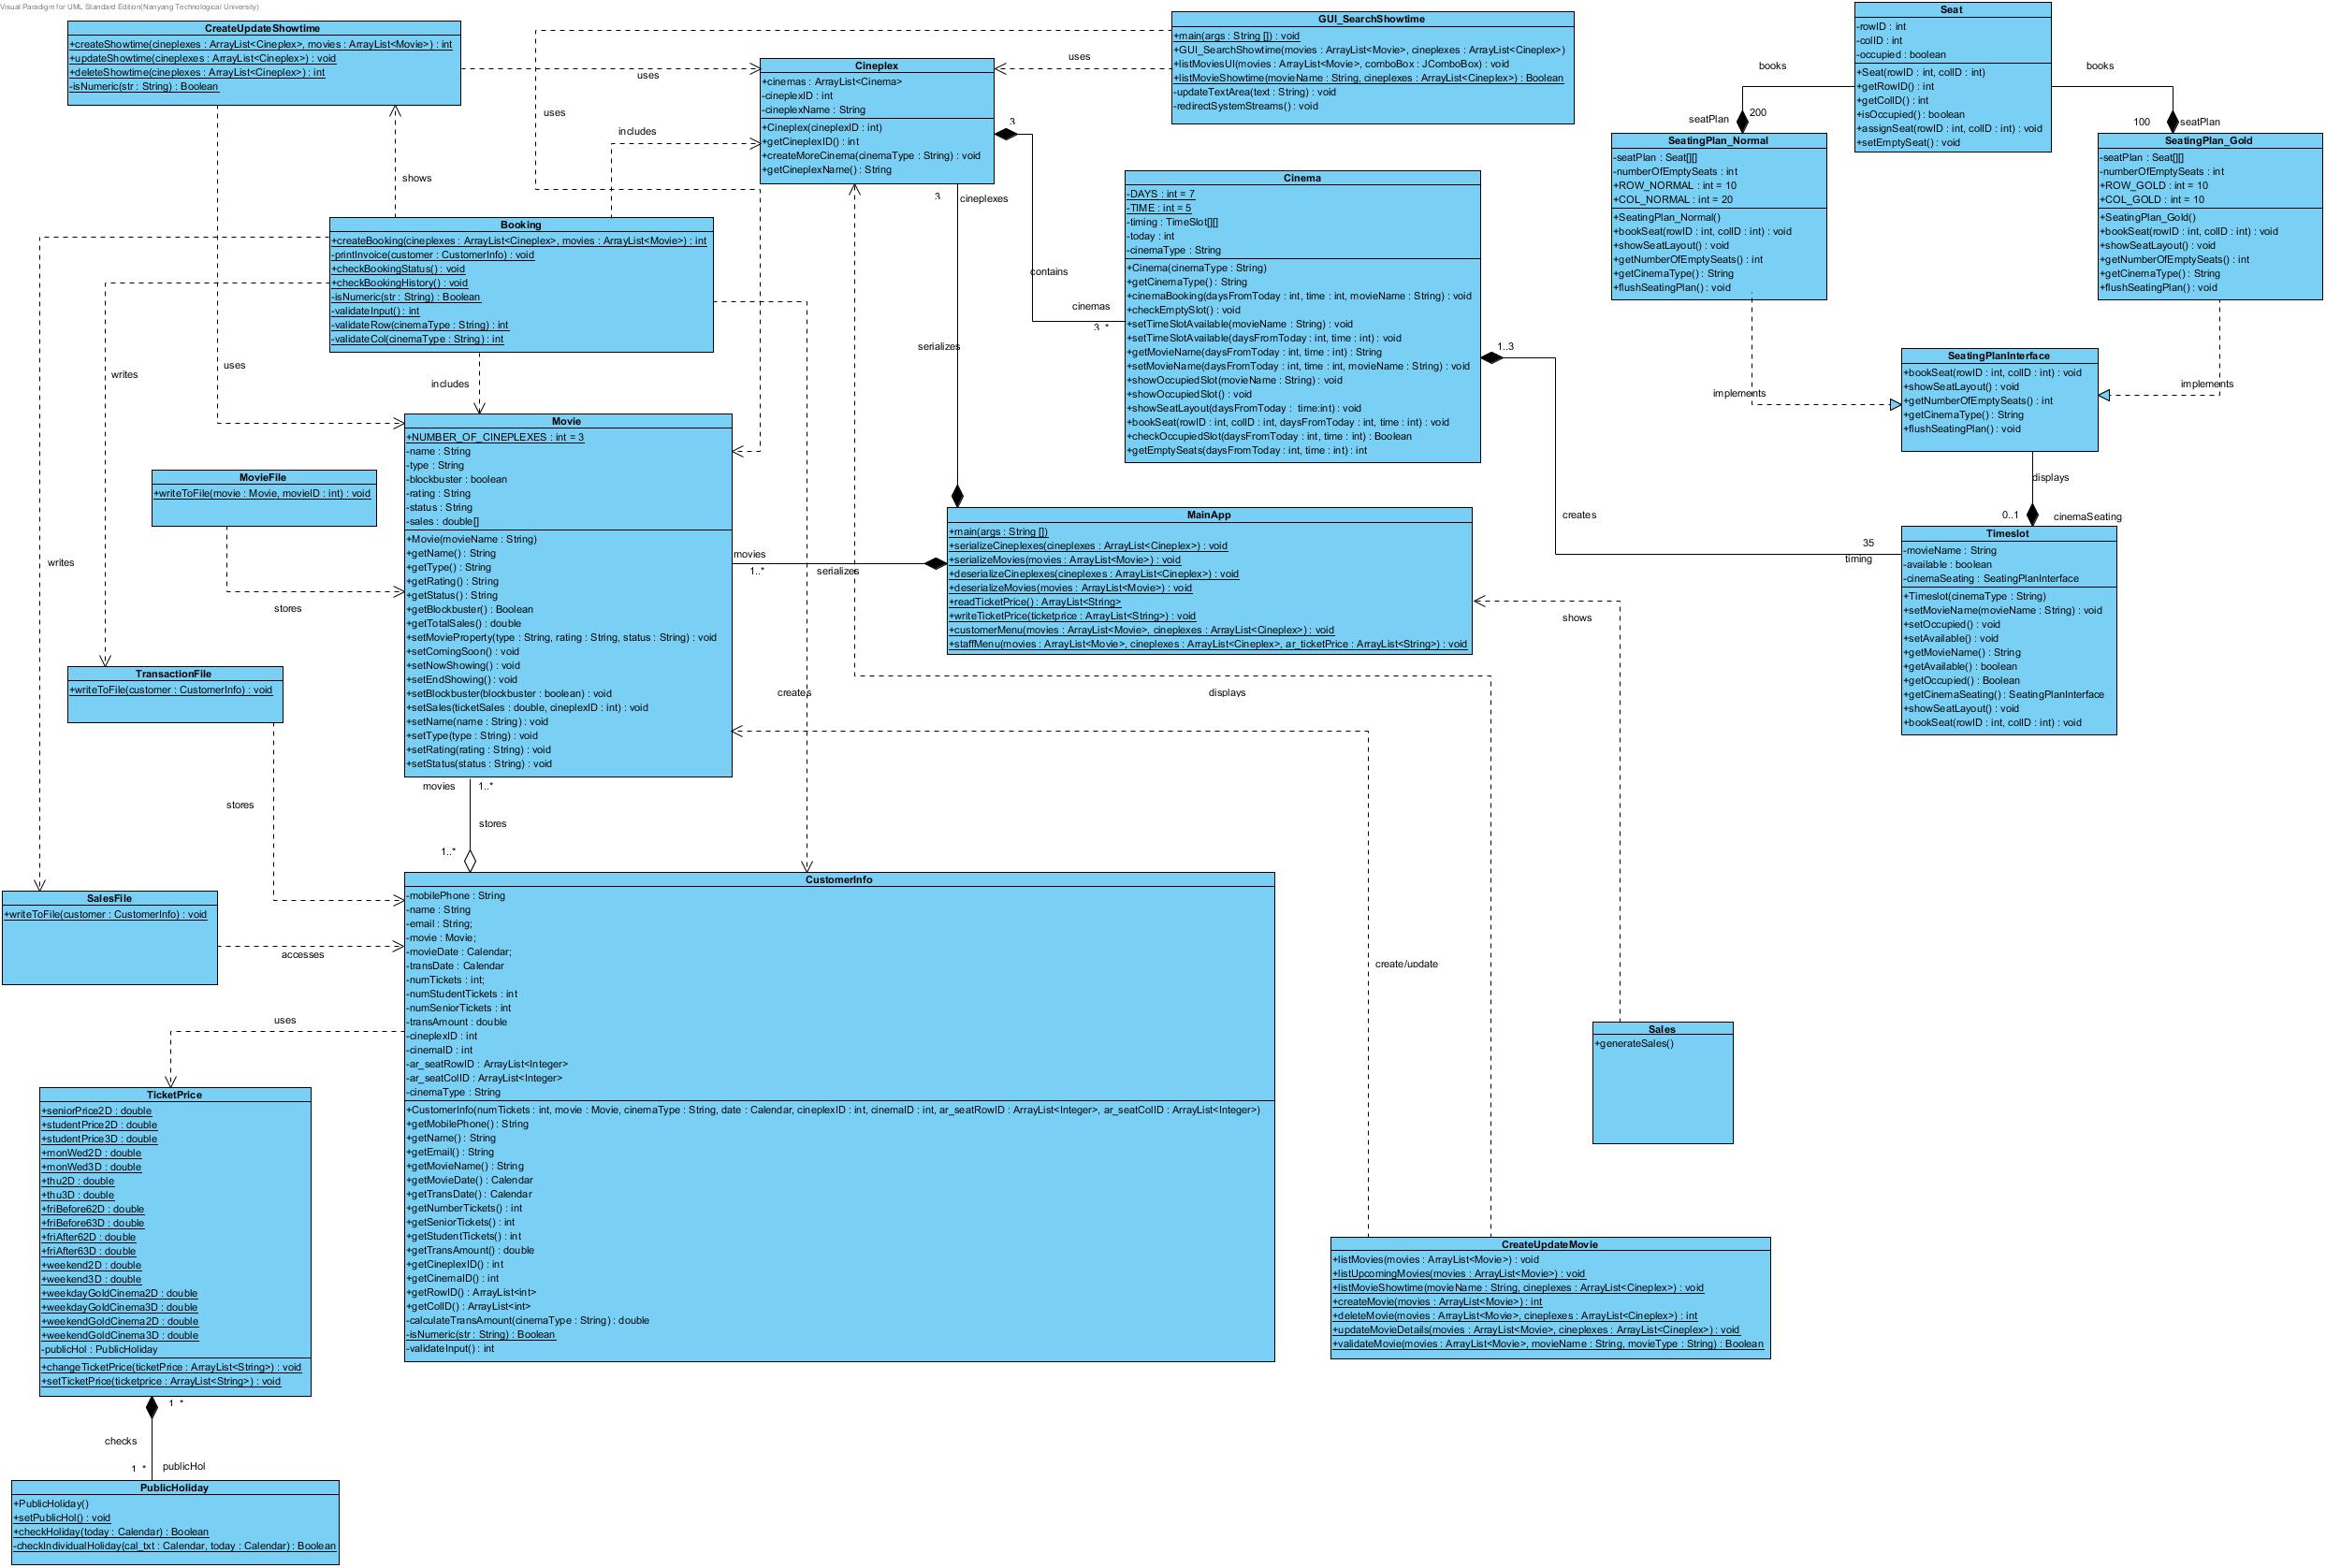 Visual Paradigm for UML Standard Edition(Nanyang Technological University)
CreateUpdateShowtime
+createShowtime(cineplexes : ArrayList<Cineplex>, movies : ArrayList<Movie>) : int
+updateShowtime(cineplexes : ArrayList<Cineplex>) : void
+deleteShowtime(cineplexes : ArrayList<Cineplex>) : int
-isNumeric(str : String) : Boolean
uses
uses
shows
Cineplex
+cinemas : ArrayList<Cinema>
-cineplexID : int
-cineplexName : String
+Cineplex(cineplexID : int)
+getCineplexID() : int
+createMoreCinema(cinemaType : String) : void
+getCineplexName() : String
GUI_SearchShowtime
+main(args : String []) : void
+GUI_SearchShowtime(movies : ArrayList<Movie>, cineplexes : ArrayList<Cineplex>)
+listMoviesUI(movies : ArrayList<Movie>, comboBox : JComboBox) : void
+listMovieShowtime(movieName : String, cineplexes : ArrayList<Cineplex>) : Boolean
-updateTextArea(text : String) : void
-redirectSystemStreams() : void
uses
uses
includes
3
contains
cinemas
3..*
3
cineplexes
serializes
Seat
-rowID : int
-colID : int
-occupied : boolean
+Seat(rowID : int, colID : int)
+getRowID() : int
+getColID() : int
+isOccupied() : boolean
+assignSeat(rowID : int, colID : int) : void
+setEmptySeat() : void
books
seatPlan
200
books
100
seatPlan
SeatingPlan_Normal
-seatPlan : Seat[][]
-numberOfEmptySeats : int
+ROW_NORMAL : int = 10
+COL_NORMAL : int = 20
+SeatingPlan_Normal()
+bookSeat(rowID : int, colID : int) : void
+showSeatLayout() : void
+getNumberOfEmptySeats() : int
+getCinemaType() : String
+flushSeatingPlan() : void
SeatingPlan_Gold
-seatPlan : Seat[][]
-numberOfEmptySeats : int
+ROW_GOLD : int = 10
+COL_GOLD : int = 10
+SeatingPlan_Gold()
+bookSeat(rowID : int, colID : int) : void
+showSeatLayout() : void
+getNumberOfEmptySeats() : int
+getCinemaType() : String
+flushSeatingPlan() : void
Cinema
-DAYS : int = 7
-TIME : int = 5
-timing : TimeSlot[][]
-today : int
-cinemaType : String
+Cinema(cinemaType : String)
+getCinemaType() : String
+cinemaBooking(daysFromToday : int, time : int, movieName : String) : void
+checkEmptySlot() : void
+setTimeSlotAvailable(movieName : String) : void
+setTimeSlotAvailable(daysFromToday : int, time : int) : void
+getMovieName(daysFromToday : int, time : int) : String
+setMovieName(daysFromToday : int, time : int, movieName : String) : void
+showOccupiedSlot(movieName : String) : void
+showOccupiedSlot() : void
+showSeatLayout(daysFromToday :  time:int) : void
+bookSeat(rowID : int, colID : int, daysFromToday : int, time : int) : void
+checkOccupiedSlot(daysFromToday : int, time : int) : Boolean
+getEmptySeats(daysFromToday : int, time : int) : int
1..3
creates
35
timing
Booking
+createBooking(cineplexes : ArrayList<Cineplex>, movies : ArrayList<Movie>) : int
-printInvoice(customer : CustomerInfo) : void
+checkBookingStatus() : void
+checkBookingHistory() : void
-isNumeric(str : String) : Boolean
-validateInput() : int
-validateRow(cinemaType : String) : int
-validateCol(cinemaType : String) : int
writes
writes
includes
creates
implements
implements
SeatingPlanInterface
+bookSeat(rowID : int, colID : int) : void
+showSeatLayout() : void
+getNumberOfEmptySeats() : int
+getCinemaType() : String
+flushSeatingPlan() : void
displays
0..1
cinemaSeating
Timeslot
-movieName : String
-available : boolean
-cinemaSeating : SeatingPlanInterface
+Timeslot(cinemaType : String)
+setMovieName(movieName : String) : void
+setOccupied() : void
+setAvailable() : void
+getMovieName() : String
+getAvailable() : boolean
+getOccupied() : Boolean
+getCinemaSeating() : SeatingPlanInterface
+showSeatLayout() : void
+bookSeat(rowID : int, colID : int) : void
Movie
+NUMBER_OF_CINEPLEXES : int = 3
-name : String
-type : String
-blockbuster : boolean
-rating : String
-status : String
-sales : double[]
+Movie(movieName : String)
+getName() : String
+getType() : String
+getRating() : String
+getStatus() : String
+getBlockbuster() : Boolean
+getTotalSales() : double
+setMovieProperty(type : String, rating : String, status : String) : void
+setComingSoon() : void
+setNowShowing() : void
+setEndShowing() : void
+setBlockbuster(blockbuster : boolean) : void
+setSales(ticketSales : double, cineplexID : int) : void
+setName(name : String) : void
+setType(type : String) : void
+setRating(rating : String) : void
+setStatus(status : String) : void
movies
1..*
serializes
MainApp
+main(args : String [])
+serializeCineplexes(cineplexes : ArrayList<Cineplex>) : void
+serializeMovies(movies : ArrayList<Movie>) : void
+deserializeCineplexes(cineplexes : ArrayList<Cineplex>) : void
+deserializeMovies(movies : ArrayList<Movie>) : void
+readTicketPrice() : ArrayList<String>
+writeTicketPrice(ticketprice : ArrayList<String>) : void
+customerMenu(movies : ArrayList<Movie>, cineplexes : ArrayList<Cineplex>) : void
+staffMenu(movies : ArrayList<Movie>, cineplexes : ArrayList<Cineplex>, ar_ticketPrice : ArrayList<String>) : void
shows
displays
MovieFile
+writeToFile(movie : Movie, movieID : int) : void
stores
TransactionFile
+writeToFile(customer : CustomerInfo) : void
stores
movies
1..*
stores
1..*
SalesFile
+writeToFile(customer : CustomerInfo) : void
accesses
CustomerInfo
-mobilePhone : String
-name : String
-email : String;
-movie : Movie;
-movieDate : Calendar;
-transDate : Calendar
-numTickets : int;
-numStudentTickets : int
-numSeniorTickets : int
-transAmount : double
-cineplexID : int
-cinemaID : int
-ar_seatRowID : ArrayList<Integer>
-ar_seatColID : ArrayList<Integer>
-cinemaType : String
+CustomerInfo(numTickets : int, movie : Movie, cinemaType : String, date : Calendar, cineplexID : int, cinemaID : int, ar_seatRowID : ArrayList<Integer>, ar_seatColID : ArrayList<Integer>)
+getMobilePhone() : String
+getName() : String
+getEmail() : String
+getMovieName() : String
+getMovieDate() : Calendar
+getTransDate() : Calendar
+getNumberTickets() : int
+getSeniorTickets() : int
+getStudentTickets() : int
+getTransAmount() : double
+getCineplexID() : int
+getCinemaID() : int
+getRowID() : ArrayList<int>
+getColID() : ArrayList<int>
-calculateTransAmount(cinemaType : String) : double
-isNumeric(str : String) : Boolean
-validateInput() : int
create/update
Sales
+generateSales()
uses
TicketPrice
+seniorPrice2D : double
+studentPrice2D : double
+studentPrice3D : double
+monWed2D : double
+monWed3D : double
+thu2D : double
+thu3D : double
+friBefore62D : double
+friBefore63D : double
+friAfter62D : double
+friAfter63D : double
+weekend2D : double
+weekend3D : double
+weekdayGoldCinema2D : double
+weekdayGoldCinema3D : double
+weekendGoldCinema2D : double
+weekendGoldCinema3D : double
-publicHol : PublicHoliday
+changeTicketPrice(ticketPrice : ArrayList<String>) : void
+setTicketPrice(ticketprice : ArrayList<String>) : void
1..*
checks
1..*
publicHol
PublicHoliday
+PublicHoliday()
+setPublicHol() : void
+checkHoliday(today : Calendar) : Boolean
-checkIndividualHoliday(cal_txt : Calendar, today : Calendar) : Boolean
CreateUpdateMovie
+listMovies(movies : ArrayList<Movie>) : void
+listUpcomingMovies(movies : ArrayList<Movie>) : void
+listMovieShowtime(movieName : String, cineplexes : ArrayList<Cineplex>) : void
+createMovie(movies : ArrayList<Movie>) : int
+deleteMovie(movies : ArrayList<Movie>, cineplexes : ArrayList<Cineplex>) : int
+updateMovieDetails(movies : ArrayList<Movie>, cineplexes : ArrayList<Cineplex>) : void
+validateMovie(movies : ArrayList<Movie>, movieName : String, movieType : String) : Boolean